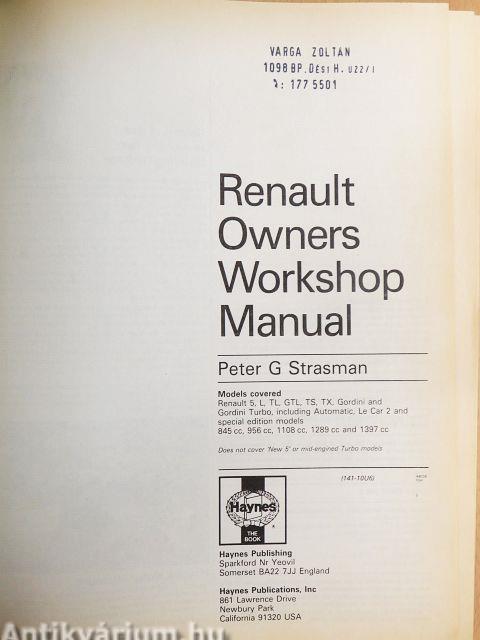 VARGA ZOLTÁN
1098 BP. DÉSI H. U22/I
: 177 5501
Renault
Owners
Workshop
Manual
Peter G Strasman
Models covered
Renault 5, L, TL, GTL, TS, TX, Gordini and
Gordini Turbo, including Automatic, Le Car 2 and
special edition models
845 cc, 956 cc, 1108 cc, 1289 cc and 1397 cc
Does not cover 'New 5' or mid-engined Turbo models
(141-10U6)
Haynes
THE
BOOK
Haynes Publishing
Sparkford Nr Yeovil
Somerset BA22 7JJ England
Haynes Publications, Inc
861 Lawrence Drive
Newbury Park
California 91320 USA
Antikvárium.hu